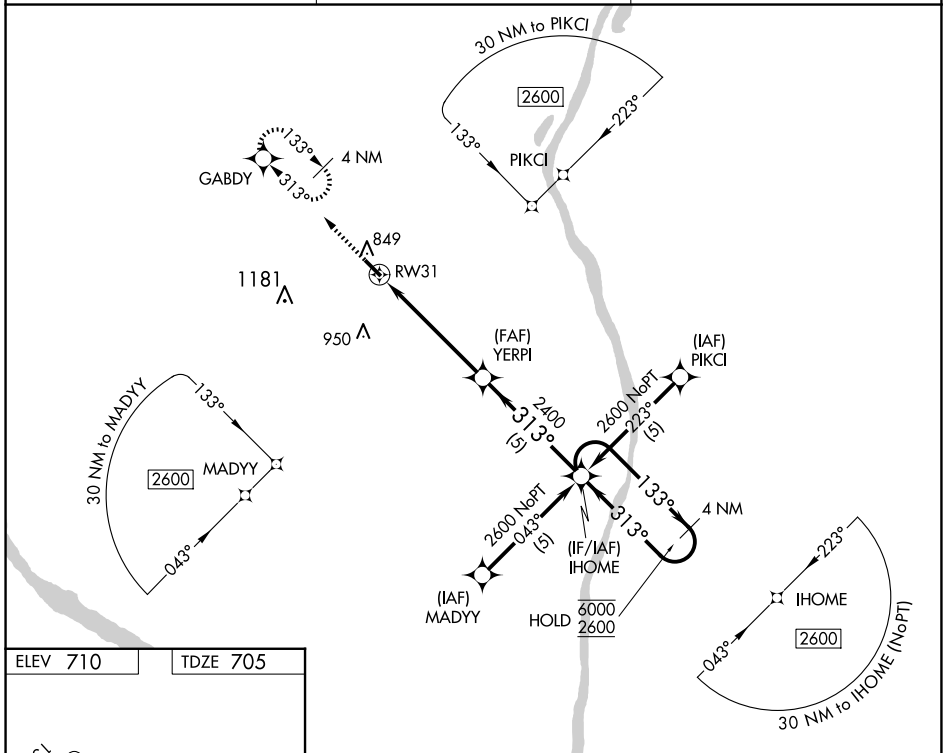 30 NM to PIKCI
2600
133°
223°
PIKCI
133°
4 NM
GABDY
313°
849
RW31
1181
950
(FAF)
YERPI
(IAF)
PIKCI
2600 NoPT
223°
(5)
2400
313°
(5)
30 NM to MADYY
133°
2600
MADYY
043°
2600 NoPT
043°
(5)
133°
313°
4 NM
(IF/IAF)
IHOME
(IAF)
MADYY
HOLD 6000
2600
223°
IHOME
2600
043°
30 NM to IHOME (NoPT)
ELEV 710
TDZE 705